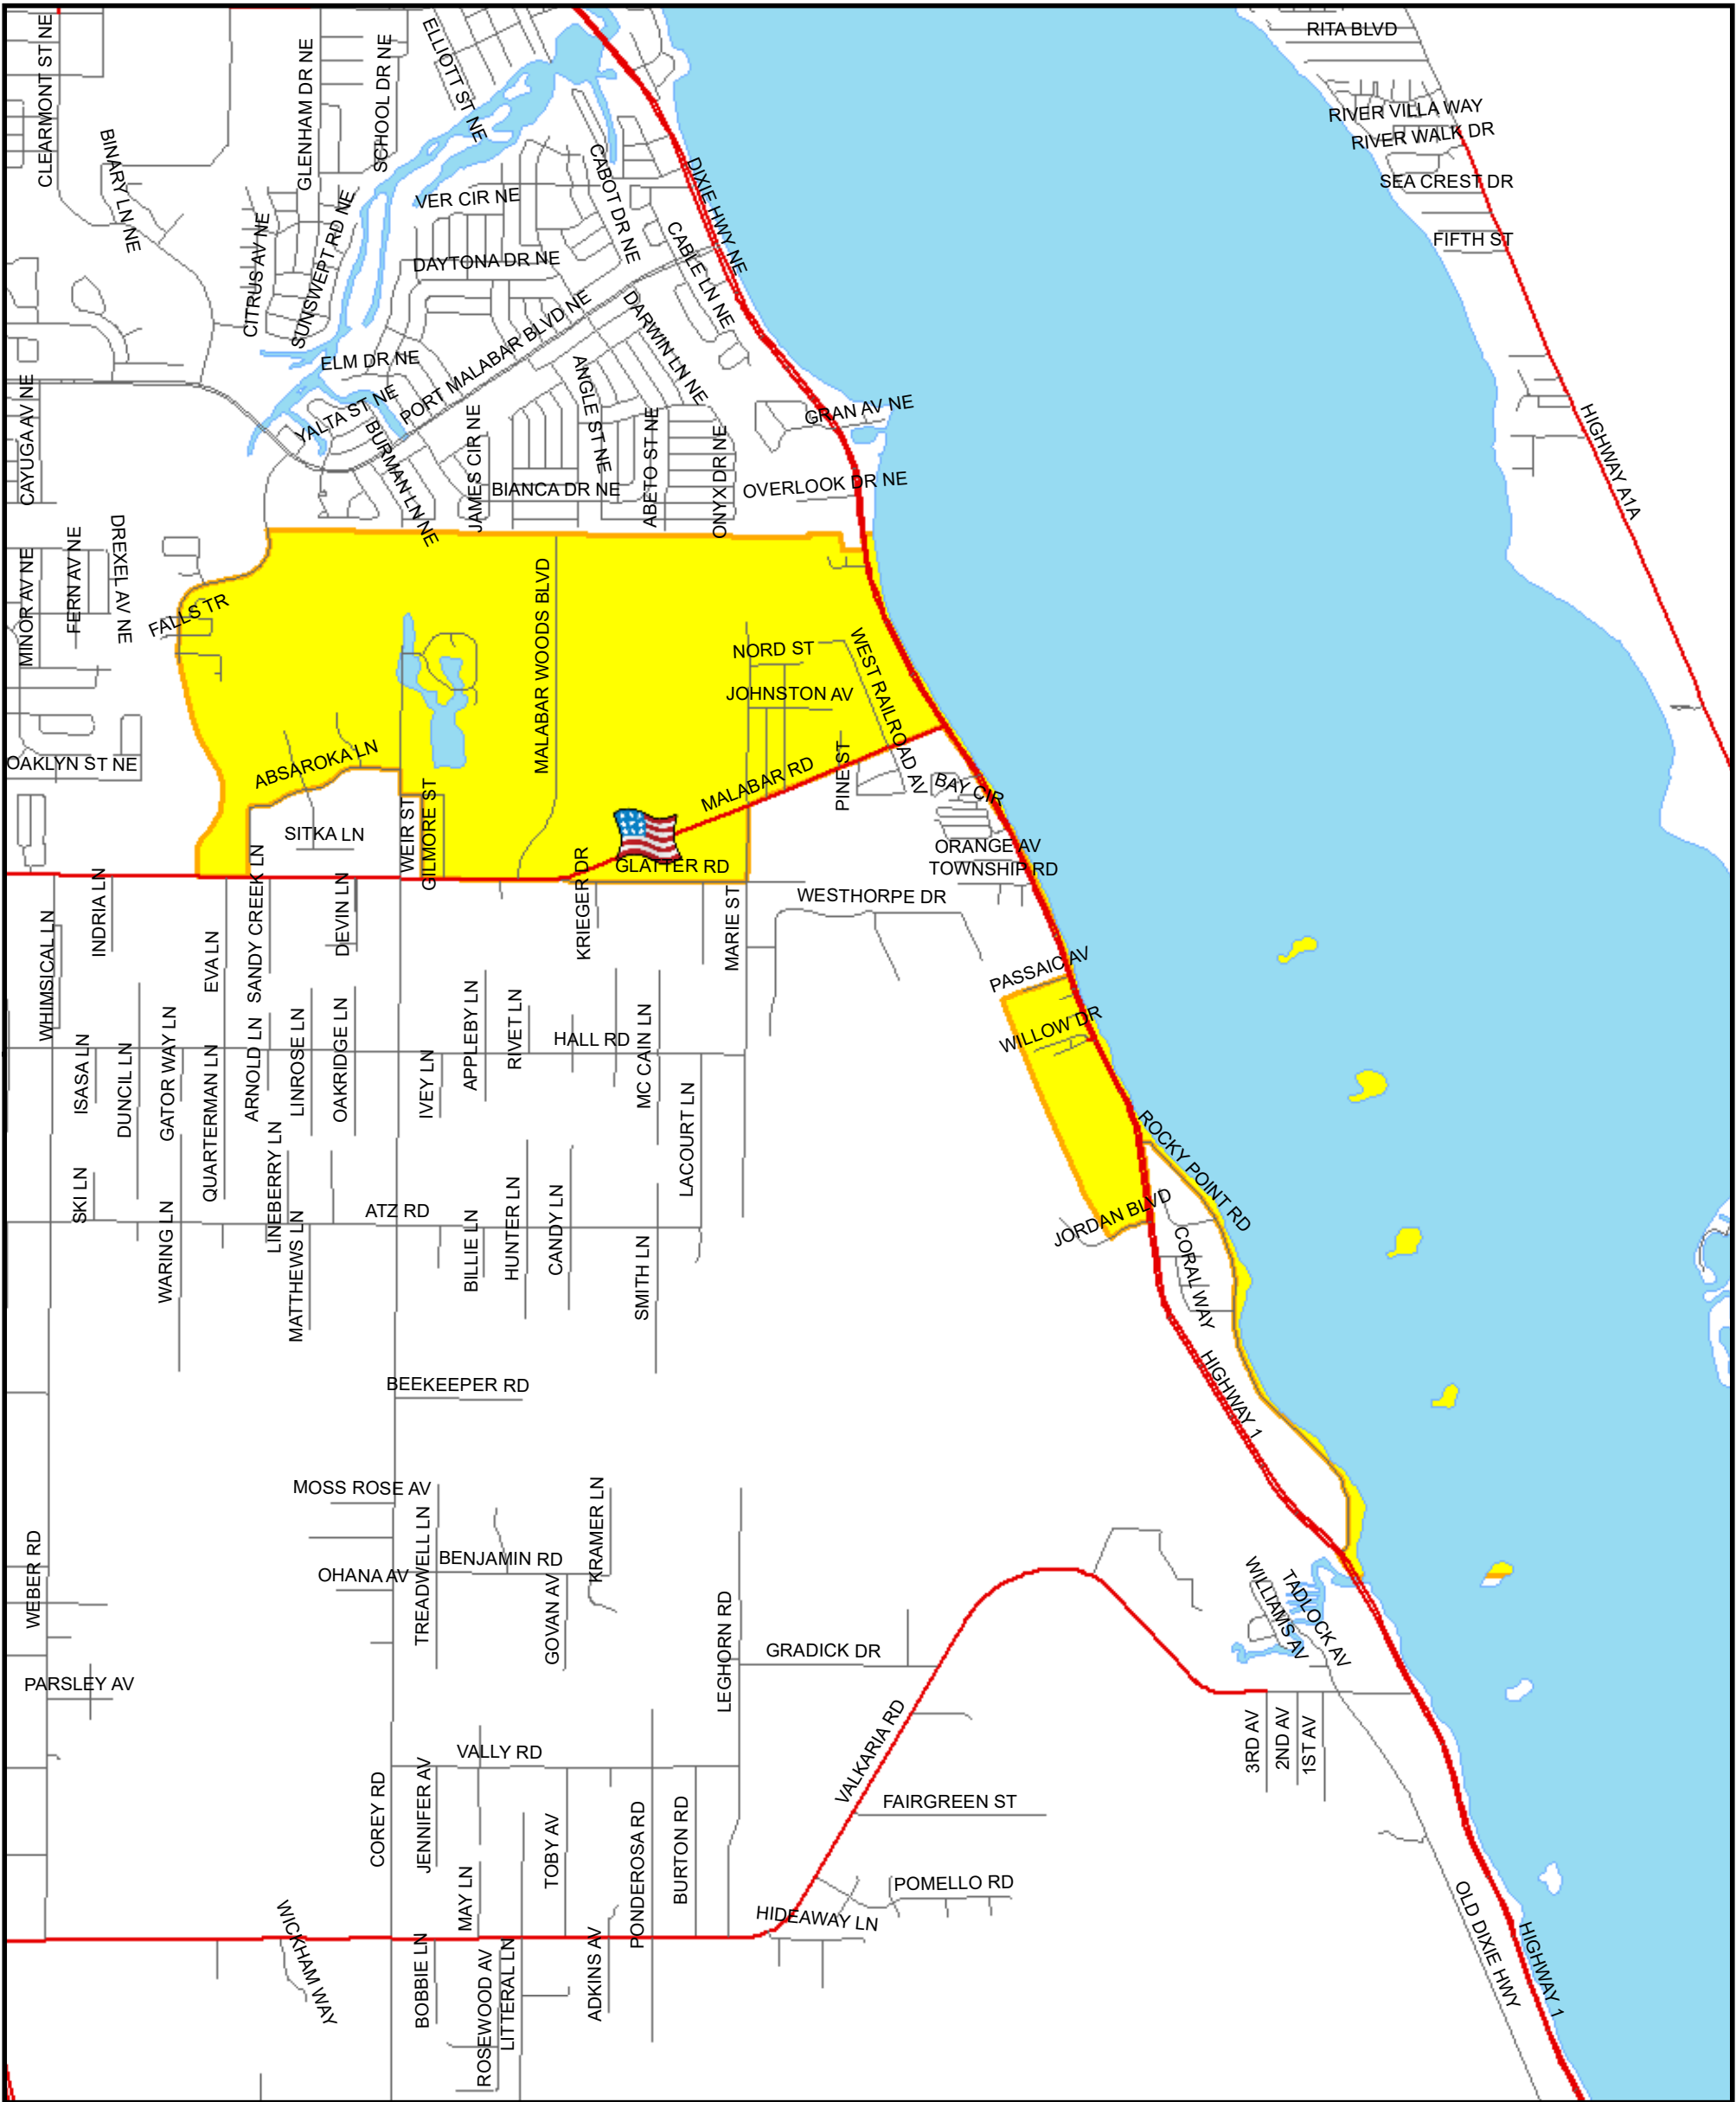 RITA BLVD
RIVER VILLA WAY
RIVER WALK DR
SEA CREST DR
FIFTH ST
HIGHWAY A1A
CLEARMONT ST NE
BINARY LN NE
GLENHAM DR NE
SCHOOL DR NE
ELLIOTT ST NE
CABOT DR NE
DIXIE HWY NE
VER CIR NE
CITRUS AV NE
SUNSWEPT RD NE
CABLE LN NE
DAYTONA DR NE
DARWIN LN NE
PORT MALABAR BLVD NE
ELM DR NE
ANGLE ST NE
YALTA ST NE
BURMAN LN NE
CAYUGA AV NE
JAMES CIR NE
ABETO ST NE
ONYX DR NE
GRAN AV NE
OVERLOOK DR NE
BIANCA DR NE
MINOR AV NE
FERN AV NE
DREXEL AV NE
FALLS TR
MALABAR WOODS BLVD
NORD ST
JOHNSTON AV
WEST RAILROAD AV
OAKLYN ST NE
ABSAROKA LN
MALABAR RD
PINE ST
BAY CIR
SITKA LN
WEIR ST
GILMORE ST
GLATTER RD
ORANGE AV
TOWNSHIP RD
WESTHORPE DR
WHIMSICAL LN
INDRIA LN
EVA LN
SANDY CREEK LN
DEVIN LN
KRIEGER DR
MARIE ST
PASSAIC AV
WILLOW DR
ISASA LN
DUNCIL LN
GATOR WAY LN
QUARTERMAN LN
ARNOLD LN
LINROSE LN
OAKRIDGE LN
IVEY LN
APPLEBY LN
RIVET LN
HALL RD
MC CAIN LN
LACOURT LN
ROCKY POINT RD
JORDAN BLVD
CORAL WAY
SKI LN
WARING LN
LINEBERRY LN
MATTHEWS LN
ATZ RD
BILLIE LN
HUNTER LN
CANDY LN
SMITH LN
HIGHWAY 1
BEEKEEPER RD
MOSS ROSE AV
TREADWELL LN
BENJAMIN RD
KRAMER LN
OHANA AV
GOVAN AV
WEBER RD
LEGHORN RD
GRADICK DR
WILLIAMS AV
TADLOCK AV
PARSLEY AV
VALKARIA RD
3RD AV
2ND AV
1ST AV
VALLY RD
COREY RD
JENNIFER AV
MAY LN
TOBY AV
PONDEROSA RD
BURTON RD
FAIRGREEN ST
POMELLO RD
HIDEAWAY LN
WICKHAM WAY
BOBBIE LN
ROSEWOOD AV
LITTERAL LN
ADKINS AV
OLD DIXIE HWY
HIGHWAY 1